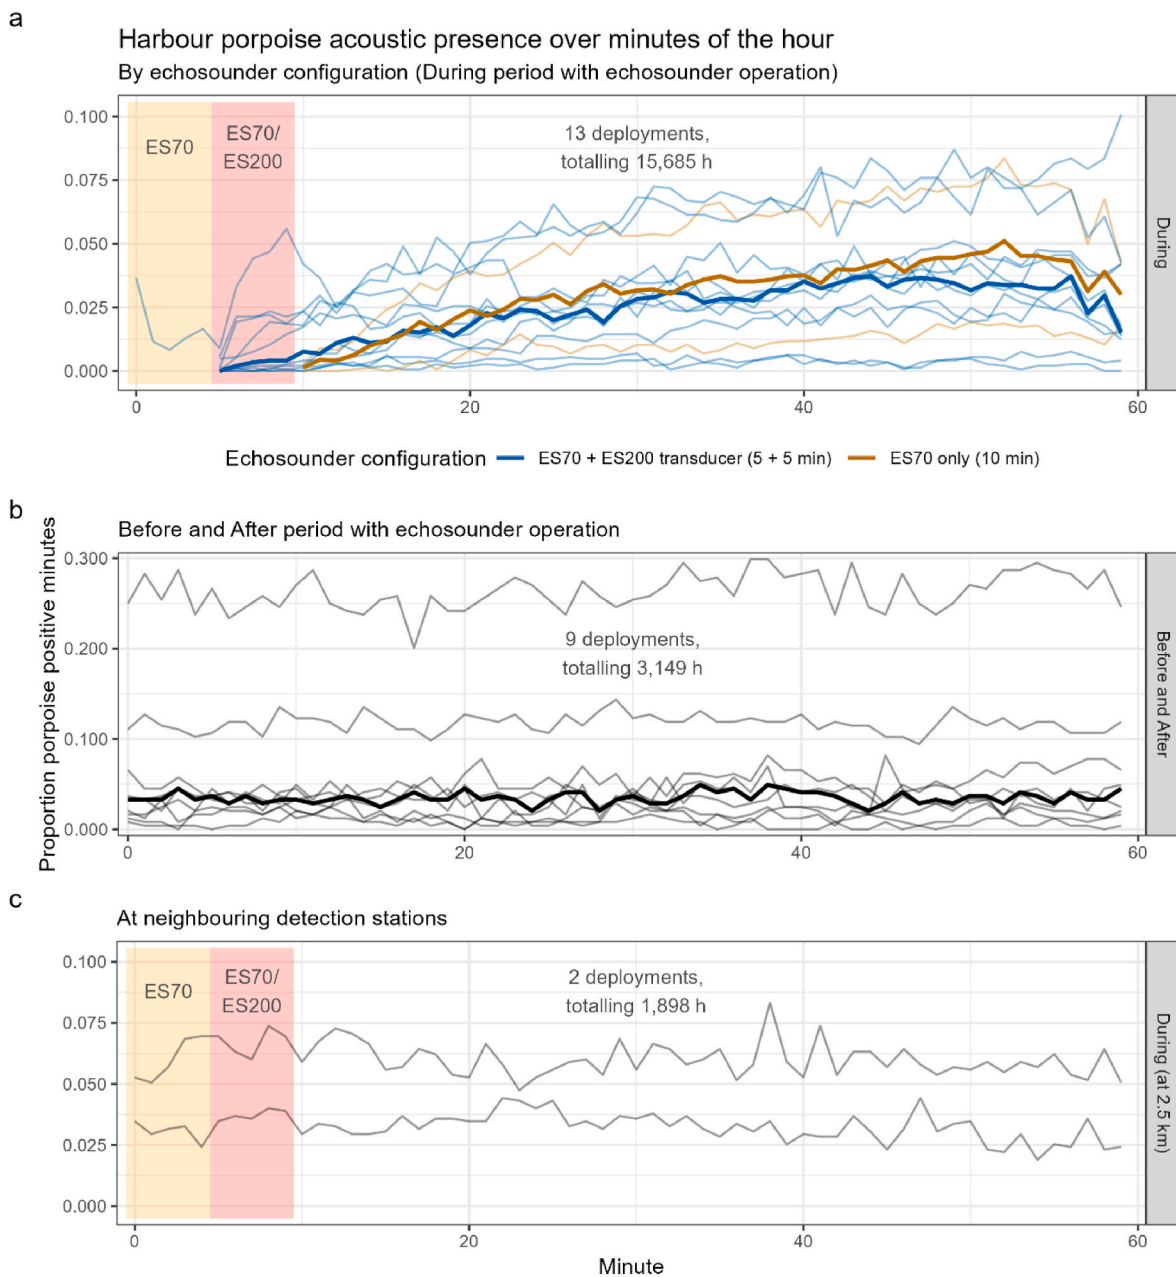 a
Harbour porpoise acoustic presence over minutes of the hour
By echosounder configuration (During period with echosounder operation)
0.100
0.075
0.050
0.025
0.000
ES70
ES70/
ES200
13 deployments,
totalling 15,685 h
During
0
20
40
60
Echosounder configuration
ES70 + ES200 transducer (5 + 5 min)
ES70 only (10 min)
b
Before and After period with echosounder operation
Proportion porpoise positive minutes
0.300
0.200
0.100
0.000
9 deployments,
totalling 3,149 h
Before and After
0
20
40
60
c
At neighbouring detection stations
0.100
0.075
0.050
0.025
0.000
ES70
ES70/
ES200
2 deployments,
totalling 1,898 h
During (at 2.5 km)
0
20
40
60
Minute